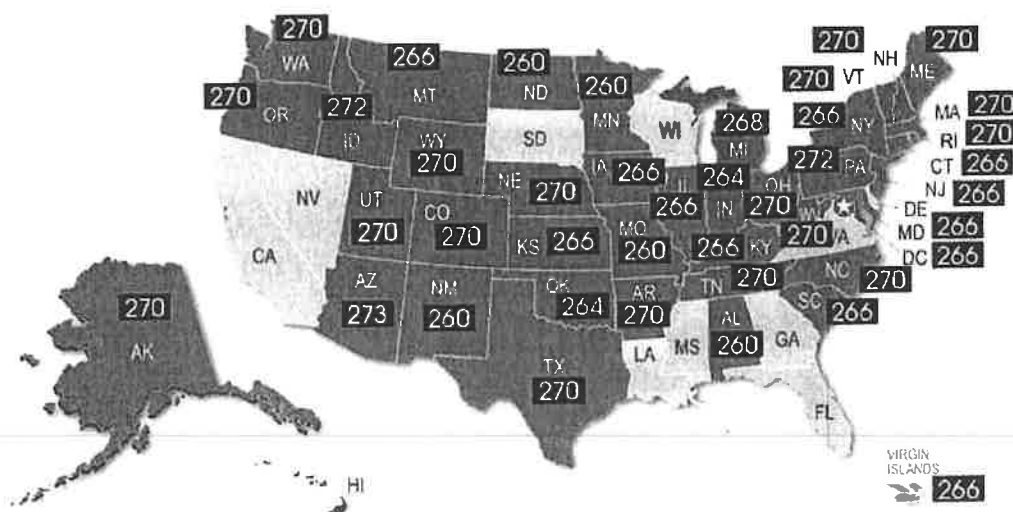 270
WA
266
MT
260
ND
260
MN
270
NH
270
ME
270
VT
270
OR
272
ID
WY
270
SD
WI
268
MI
266
NY
MA 270
RI 270
CT 266
NJ 266
DE
MD 266
DC 266
NV
UT
270
CO
270
NE
270
IA
266
IL
266
264
IN
OH
270
272
PA
WV
270
VA
CA
KS
266
MO
260
266
KY
AZ
273
NM
260
OK
264
AR
270
TN
270
NC
270
SC
266
270
AK
TX
270
LA
MS
AL
260
GA
FL
HI
VIRGIN
ISLANDS
266